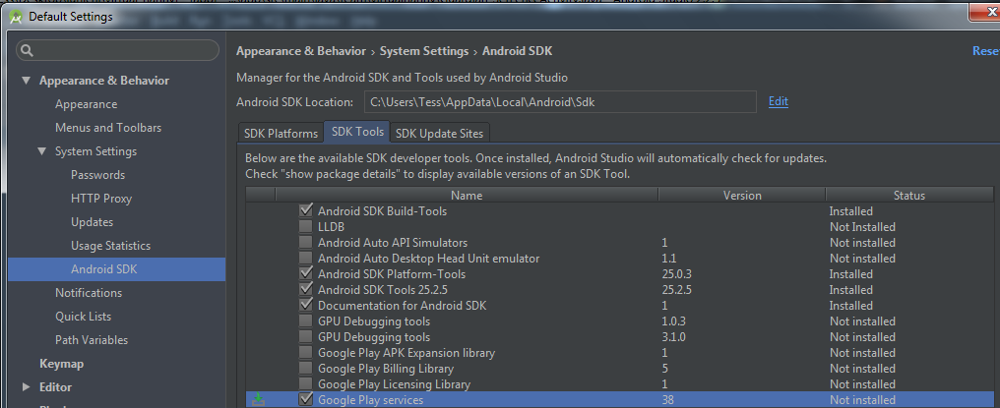 Default Settings
Appearance & Behavior › System Settings › Android SDK
Manager for the Android SDK and Tools used by Android Studio
Android SDK Location: C:\Users\Tess\AppData\Local\Android\Sdk Edit
Appearance & Behavior
Appearance
Menus and Toolbars
System Settings
Passwords
HTTP Proxy
Updates
Usage Statistics
Android SDK
Notifications
Quick Lists
Path Variables
Keymap
Editor
SDK Platforms SDK Tools SDK Update Sites
Below are the available SDK developer tools. Once installed, Android Studio will automatically check for updates.
Check "show package details" to display available versions of an SDK Tool.
Name Version Status
Android SDK Build-Tools Installed
LLDB Not Installed
Android Auto API Simulators 1 Not installed
Android Auto Desktop Head Unit emulator 1.1 Not installed
Android SDK Platform-Tools 25.0.3 Installed
Android SDK Tools 25.2.5 25.2.5 Installed
Documentation for Android SDK 1 Installed
GPU Debugging tools 1.0.3 Not installed
GPU Debugging tools 3.1.0 Not installed
Google Play APK Expansion library 1 Not installed
Google Play Billing Library 5 Not installed
Google Play Licensing Library 1 Not installed
Google Play services 38 Not installed